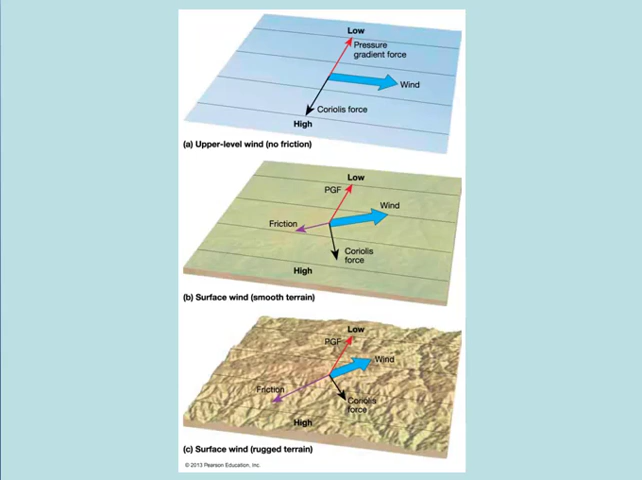 Low
Pressure
gradient force
Wind
Coriolis force
High
(a) Upper-level wind (no friction)
Low
PGF
Wind
Friction
Coriolis
force
High
(b) Surface wind (smooth terrain)
Low
PGF
Wind
Friction
Coriolis
force
High
(c) Surface wind (rugged terrain)
© 2013 Pearson Education, Inc.